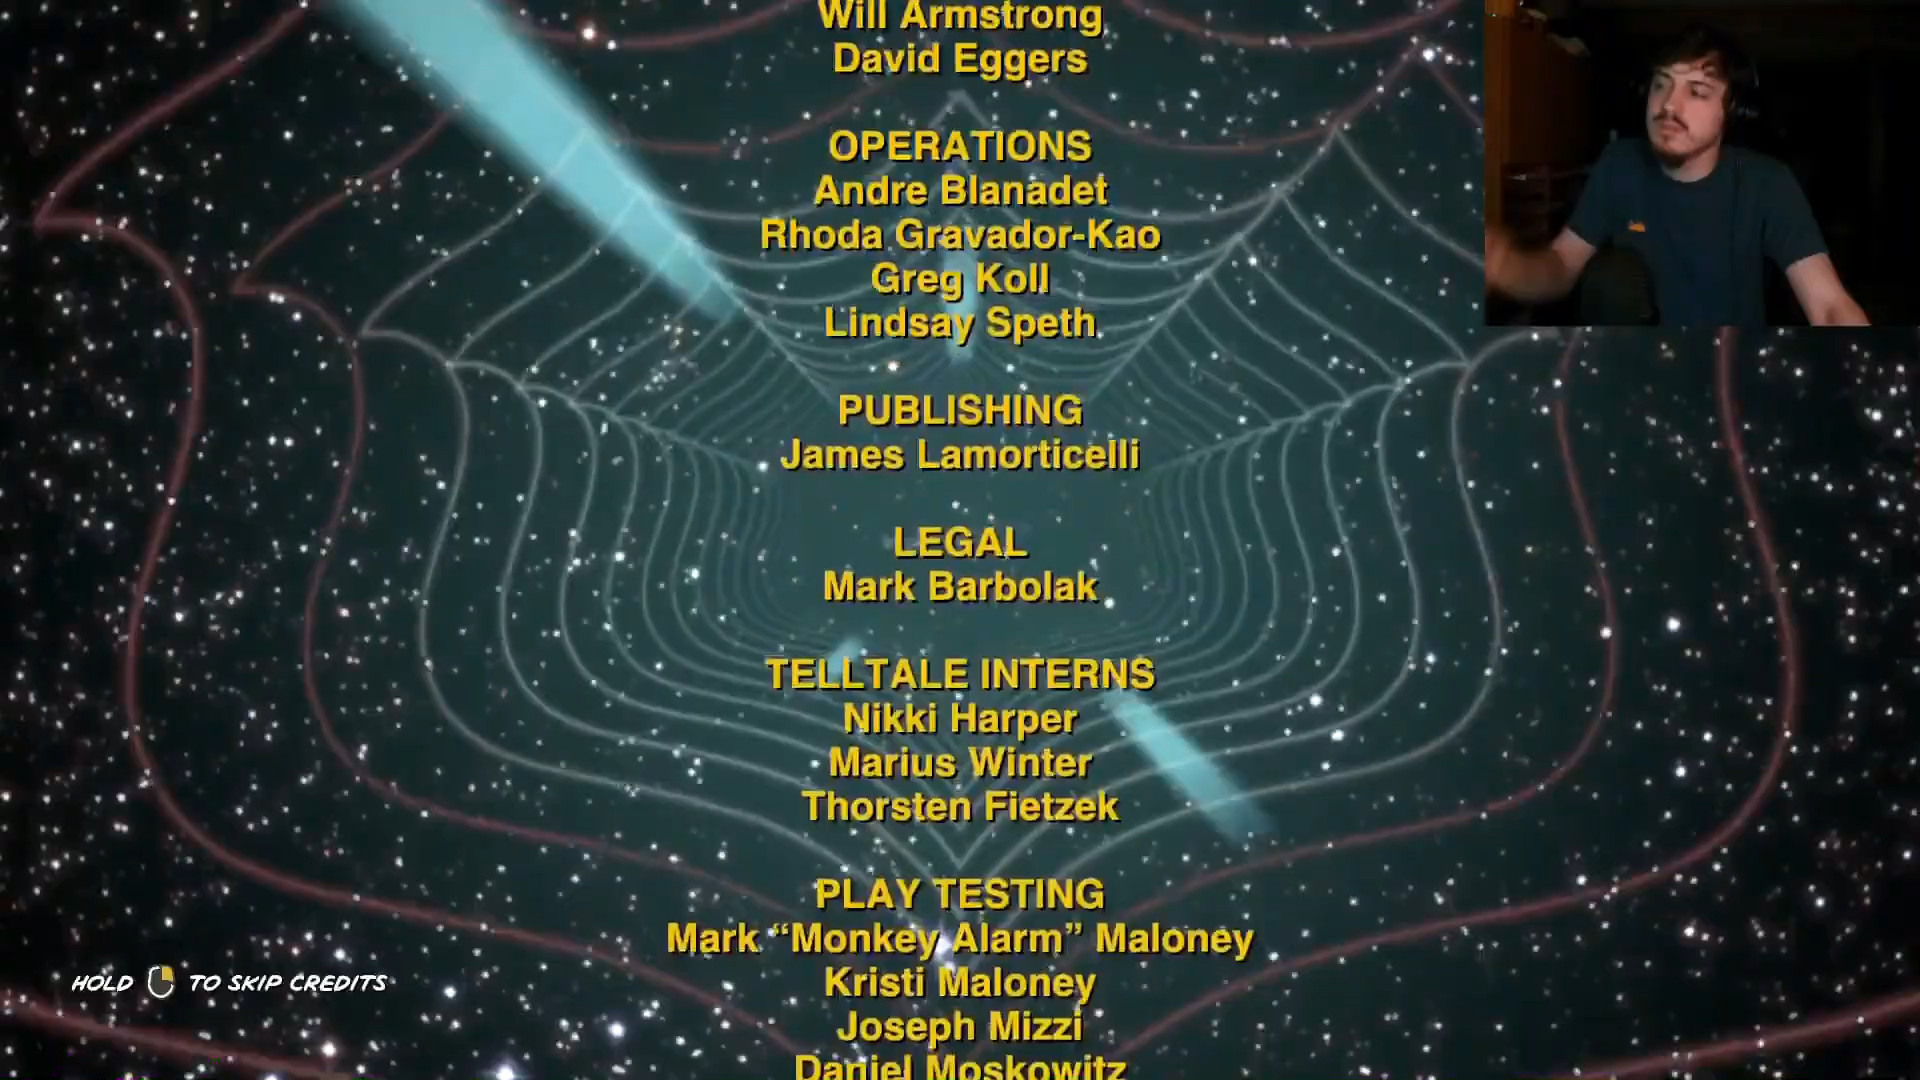 Will Armstrong
David Eggers
OPERATIONS
Andre Blanadet
Rhoda Gravador-Kao
Greg Koll
Lindsay Speth
PUBLISHING
James Lamorticelli
LEGAL
Mark Barbolak
TELLTALE INTERNS
Nikki Harper
Marius Winter
Thorsten Fietzek
PLAY TESTING
Mark “Monkey Alarm” Maloney
Kristi Maloney
HOLD TO SKIP CREDITS
Joseph Mizzi
Daniel Moskowitz